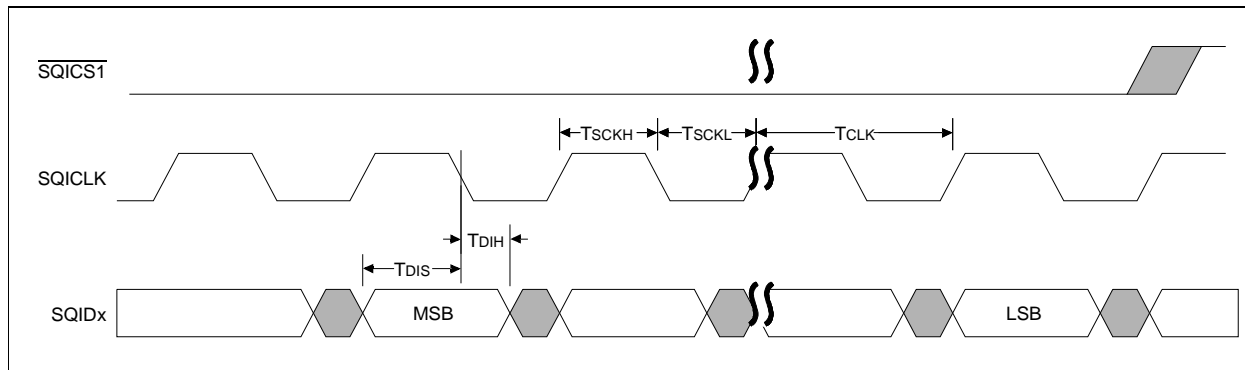 SQICS1
TSCKH TSCKL TCLK
SQICLK
TDIH
TDIS
SQIDx MSB LSB